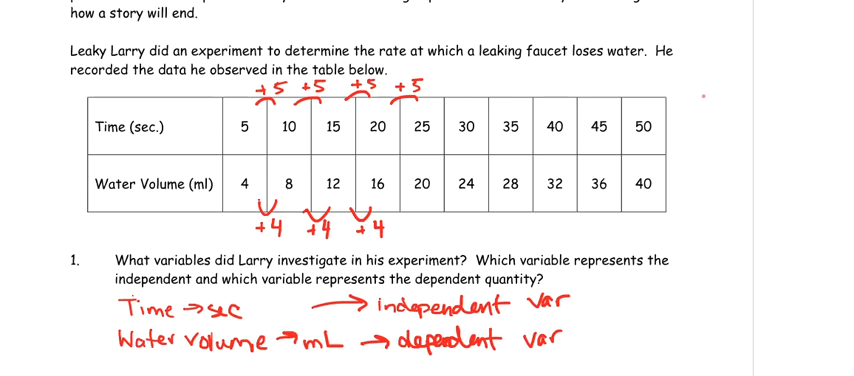 how a story will end.
Leaky Larry did an experiment to determine the rate at which a leaking faucet loses water. He
recorded the data he observed in the table below.
+5 +5 +5 +5
Time (sec.) 5 10 15 20 25 30 35 40 45 50
Water Volume (ml) 4 8 12 16 20 24 28 32 36 40
+4 +4 +4
1. What variables did Larry investigate in his experiment? Which variable represents the
independent and which variable represents the dependent quantity?
Time → sec → independent var
Water volume → mL → dependent var